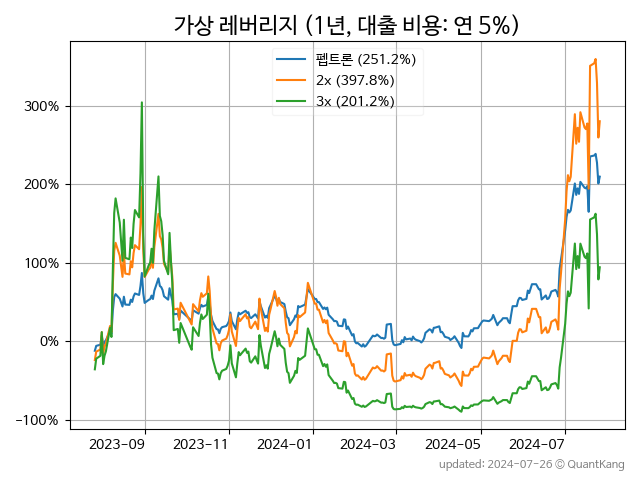 가상 레버리지 (1년, 대출 비용: 연 5%)
펩트론 (251.2%)
2x (397.8%)
3x (201.2%)
300%
200%
100%
0%
−100%
2023-09 2023-11 2024-01 2024-03 2024-05 2024-07
updated: 2024-07-26 © QuantKang